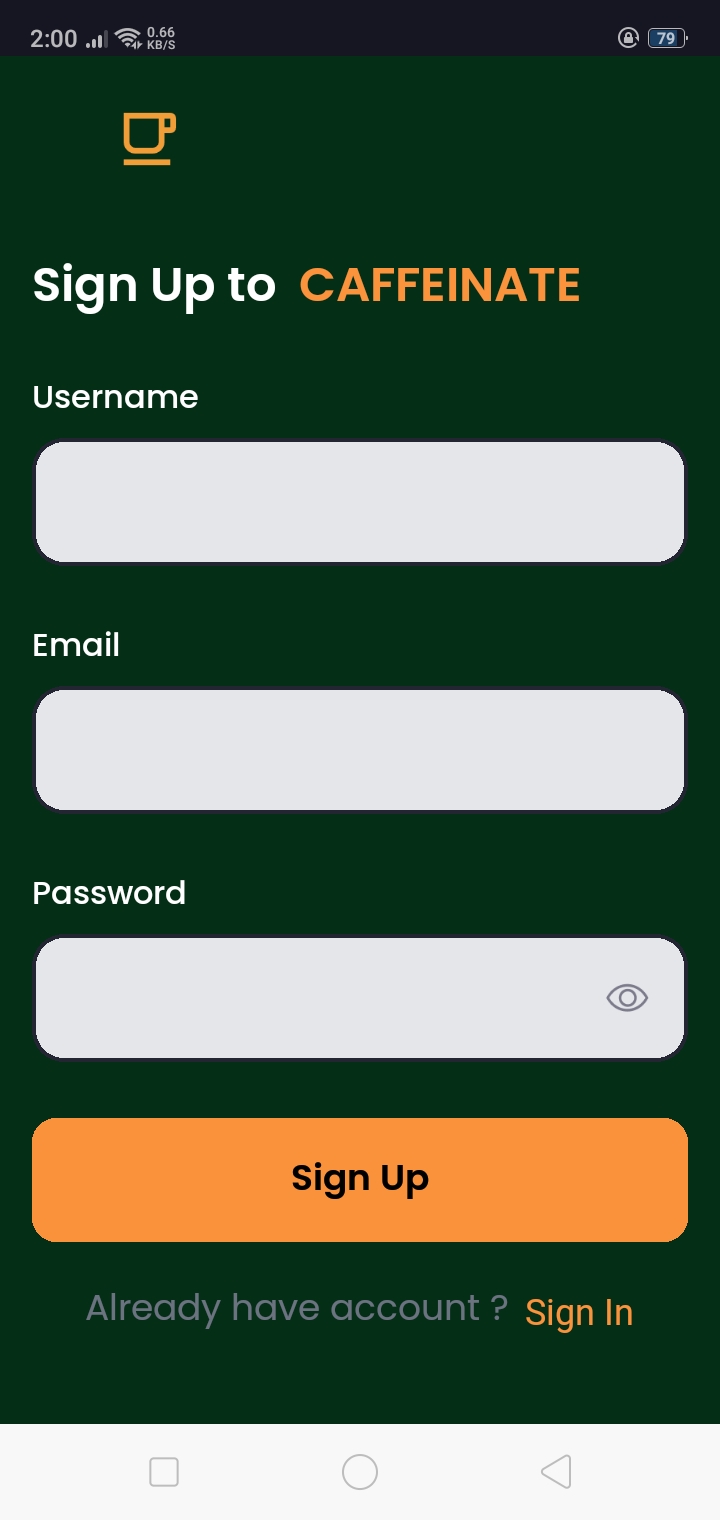 2:00 0.66 KB/S 79
Sign Up to CAFFEINATE
Username
Email
Password
Sign Up
Already have account ? Sign In